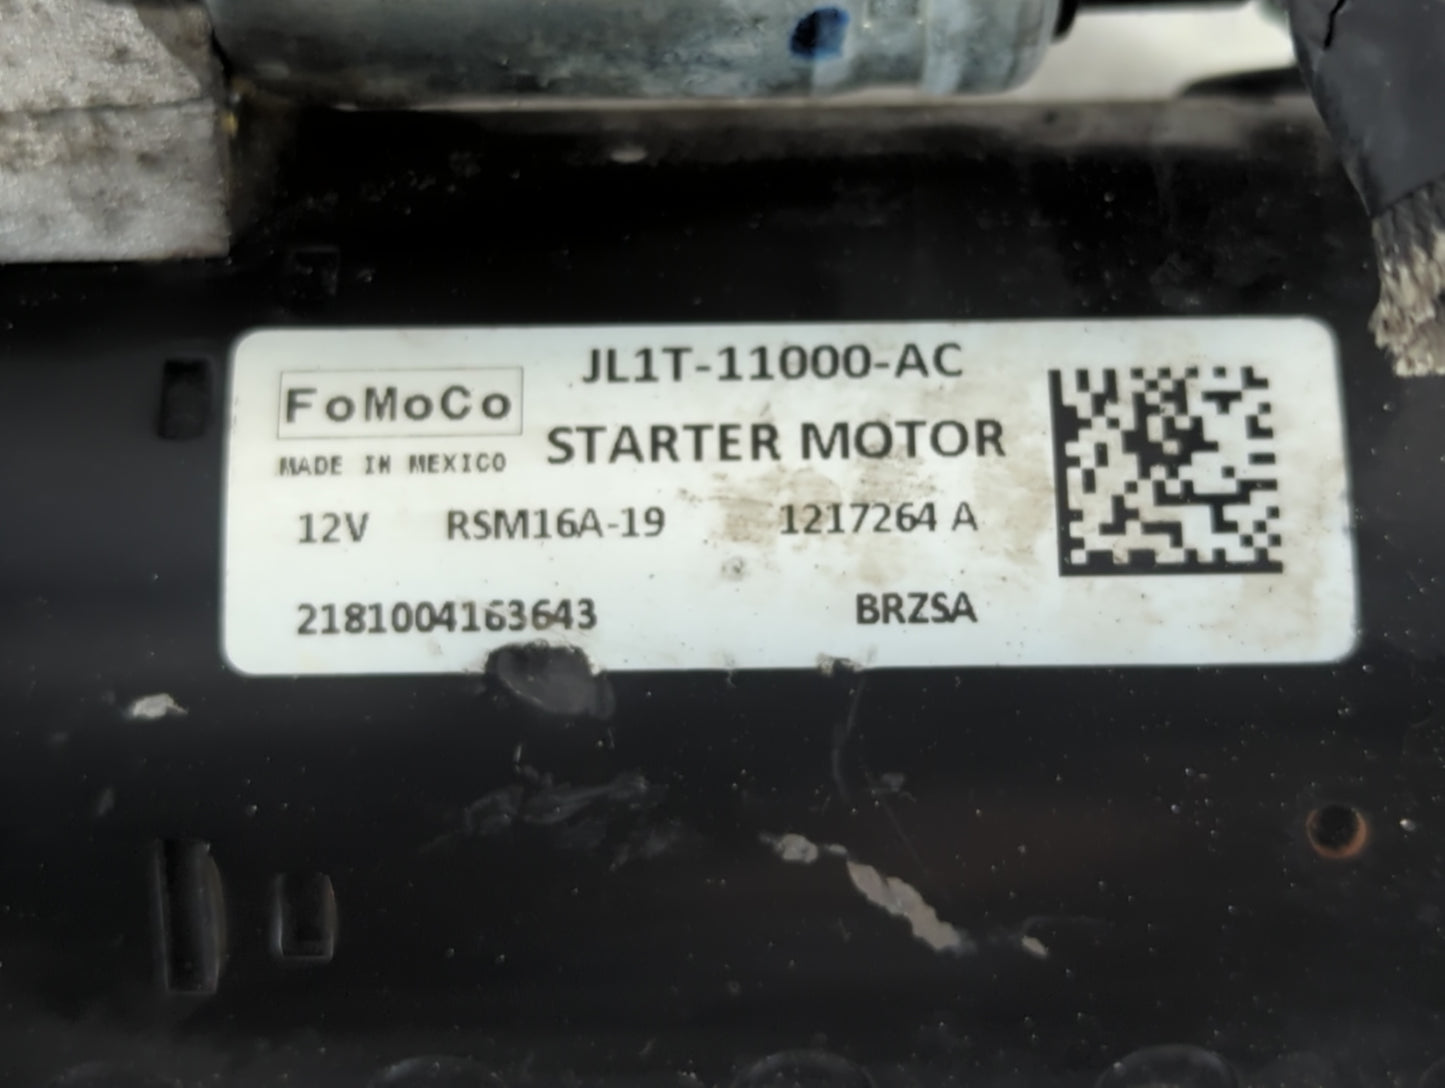 JL1T-11000-AC
FoMoCo
STARTER MOTOR
MADE IN MEXICO
12V RSM16A-19 1217264 A
2181004163643 BRZSA